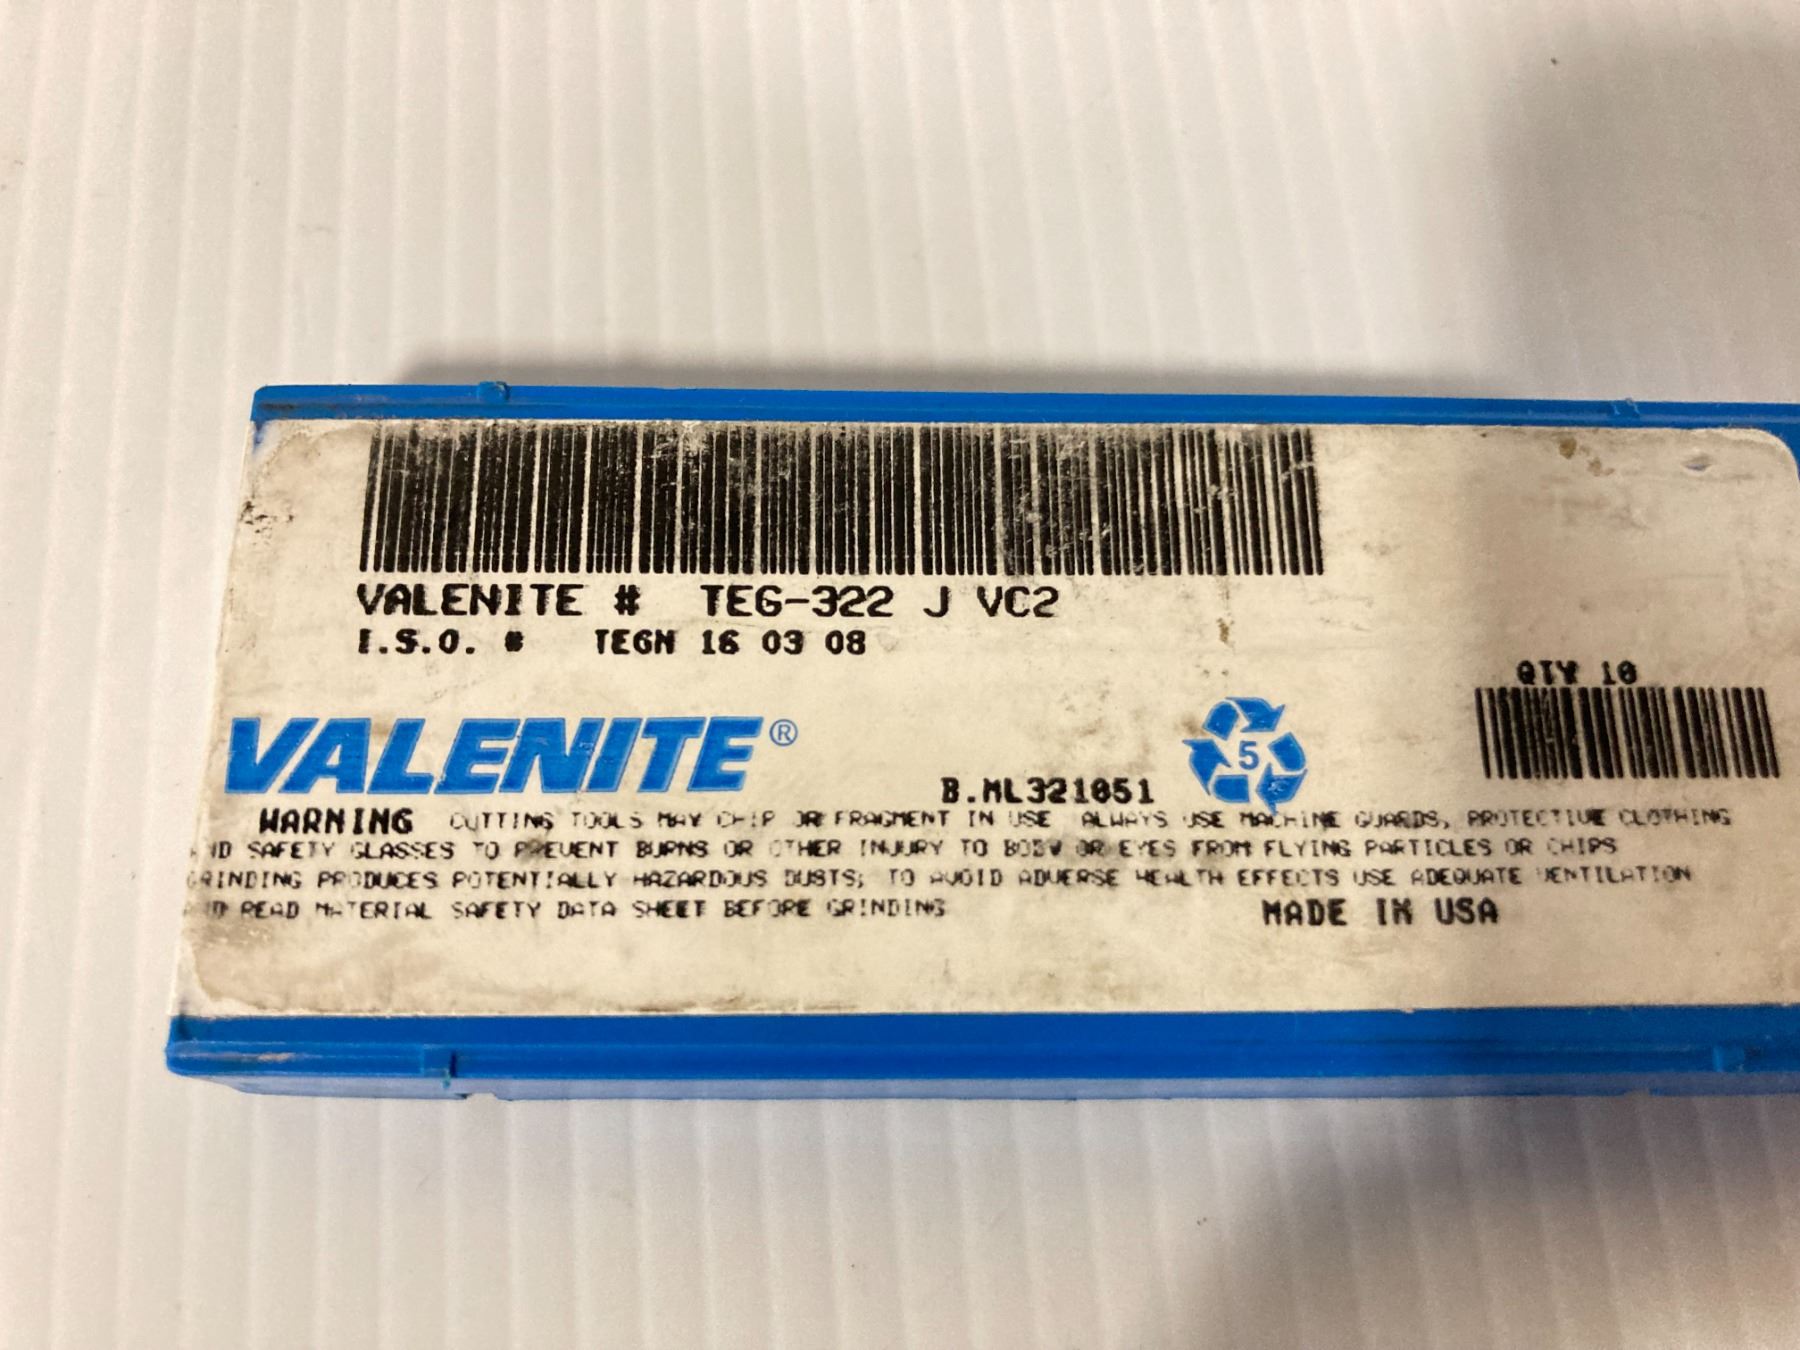 VALENITE # TEG-322 J VC2
I.S.O. # TEGN 16 03 08
QTY 10
VALENITE®
B.ML321051
5
WARNING CUTTING TOOLS MAY CHIP OR FRAGMENT IN USE ALWAYS USE MACHINE GUARDS, PROTECTIVE CLOTHING
AND SAFETY GLASSES TO PREVENT BURNS OR OTHER INJURY TO BODY OR EYES FROM FLYING PARTICLES OR CHIPS
GRINDING PRODUCES POTENTIALLY HAZARDOUS DUSTS; TO AVOID ADVERSE HEALTH EFFECTS USE ADEQUATE VENTILATION
AND READ MATERIAL SAFETY DATA SHEET BEFORE GRINDING
MADE IN USA